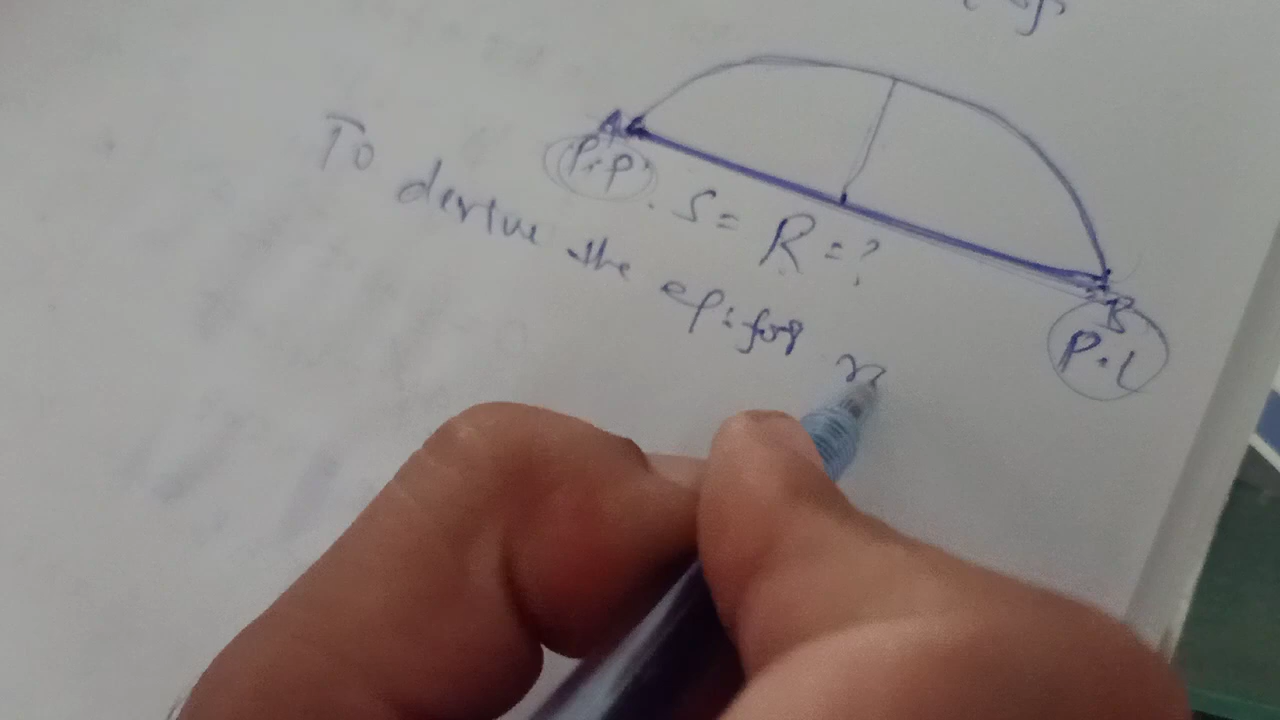 A
P.P.
S = R = ?
B
P.L
To derive the eq: for